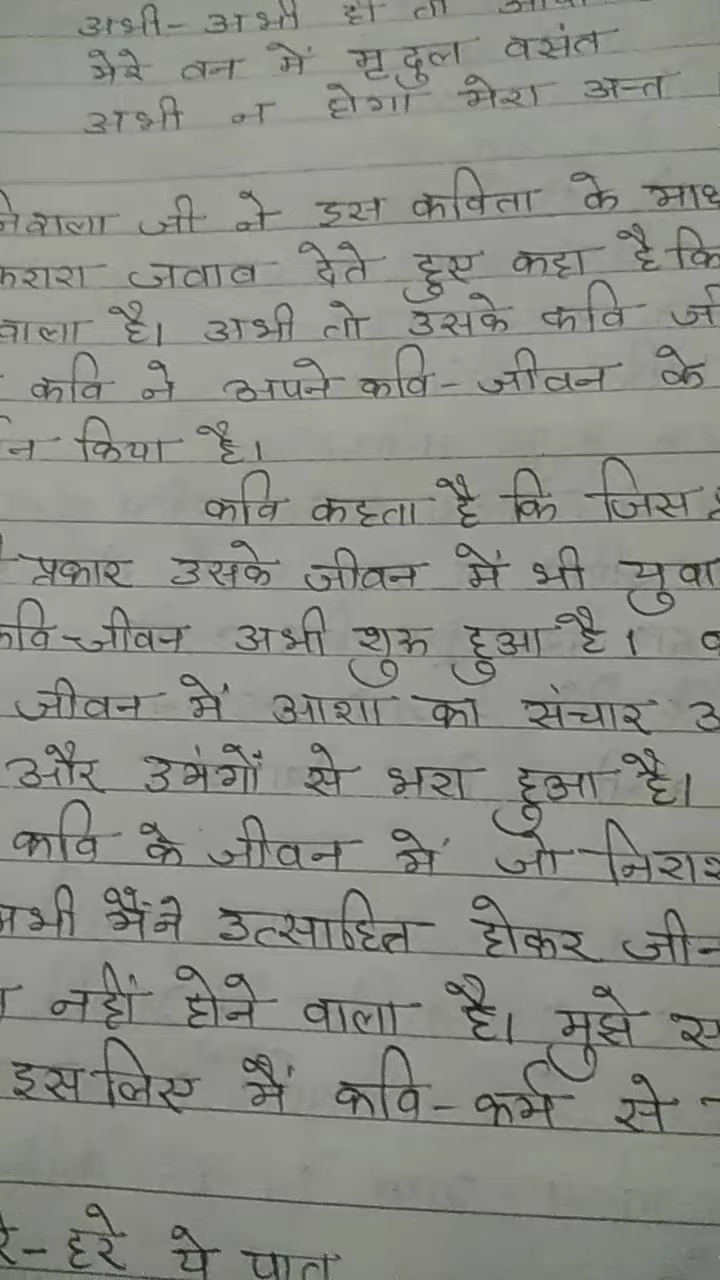 अभी-अभी ही तो
मेरे वन में मृदुल वसंत
अभी न होगा मेरा अन्त
जी ने इस कविता के
करारा जवाब देते हुए कहा है कि
वाला है। अभी तो उसके कवि
कवि ने अपने कवि-जीवन के
किया है।
कवि कहता है कि जिस
प्रकार उसके जीवन में भी युवा
कवि-जीवन अभी शुरू हुआ है।
जीवन में आशा का संचार
और उमंगों से भरा हुआ है।
कवि के जीवन में जो
मैंने उत्साहित होकर
नहीं होने वाला है। मुझे
इसलिए मैं कवि-कर्म से
हरे ये पात